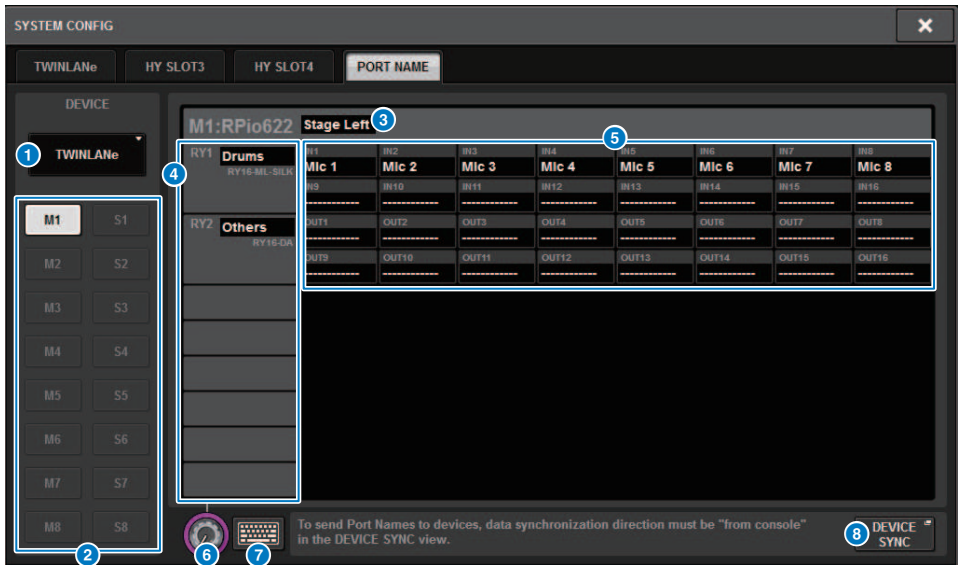 SYSTEM CONFIG
TWINLANe HY SLOT3 HY SLOT4 PORT NAME
DEVICE
1 TWINLANe
M1 S1
M2 S2
M3 S3
M4 S4
M5 S5
M6 S6
M7 S7
M8 S8
2
M1:RPio622 Stage Left 3
4
5
RY1 Drums
RY16-ML-SILK
IN1 IN2 IN3 IN4 IN5 IN6 IN7 IN8
Mic 1 Mic 2 Mic 3 Mic 4 Mic 5 Mic 6 Mic 7 Mic 8
IN9 IN10 IN11 IN12 IN13 IN14 IN15 IN16
------------ ------------ ------------ ------------ ------------ ------------ ------------ ------------
RY2 Others
RY16-DA
OUT1 OUT2 OUT3 OUT4 OUT5 OUT6 OUT7 OUT8
------------ ------------ ------------ ------------ ------------ ------------ ------------ ------------
OUT9 OUT10 OUT11 OUT12 OUT13 OUT14 OUT15 OUT16
------------ ------------ ------------ ------------ ------------ ------------ ------------ ------------
6 7
To send Port Names to devices, data synchronization direction must be "from console"
in the DEVICE SYNC view.
8 DEVICE
SYNC